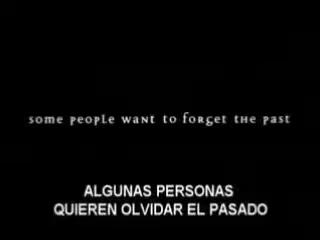 some people want to forget the past
ALGUNAS PERSONAS
QUIEREN OLVIDAR EL PASADO